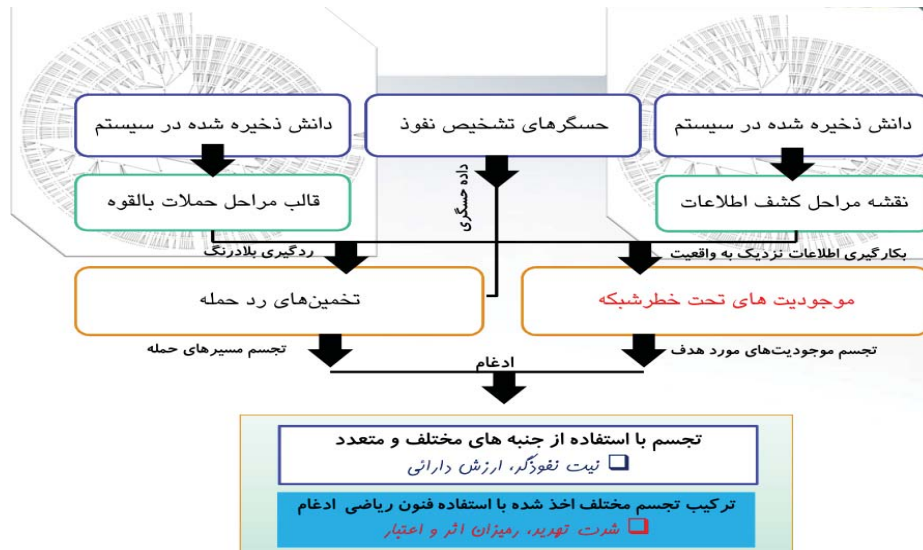 دانش ذخیره شده در سیستم
حسگرهای تشخیص نفوذ
دانش ذخیره شده در سیستم
نقشه مراحل کشف اطلاعات
داده حسگری
قالب مراحل حملات بالقوه
بکارگیری اطلاعات نزدیک به واقعیت
ردگیری بلادرنگ
موجودیت های تحت خطرشبکه
تخمین‌های رد حمله
تجسم موجودیت‌های مورد هدف
تجسم مسیرهای حمله
ادغام
تجسم با استفاده از جنبه های مختلف و متعدد
نیت نفوذگر، ارزش دارائی
ترکیب تجسم مختلف اخذ شده با استفاده فنون ریاضی ادغام
شدت تهدید، رمیزان اثر و اعتبار